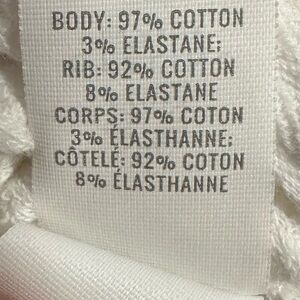 BODY: 97% COTTON
3% ELASTANE;
RIB: 92% COTTON
8% ELASTANE
CORPS: 97% COTON
3% ÉLASTHANNE;
CÔTELÉ: 92% COTON
8% ÉLASTHANNE